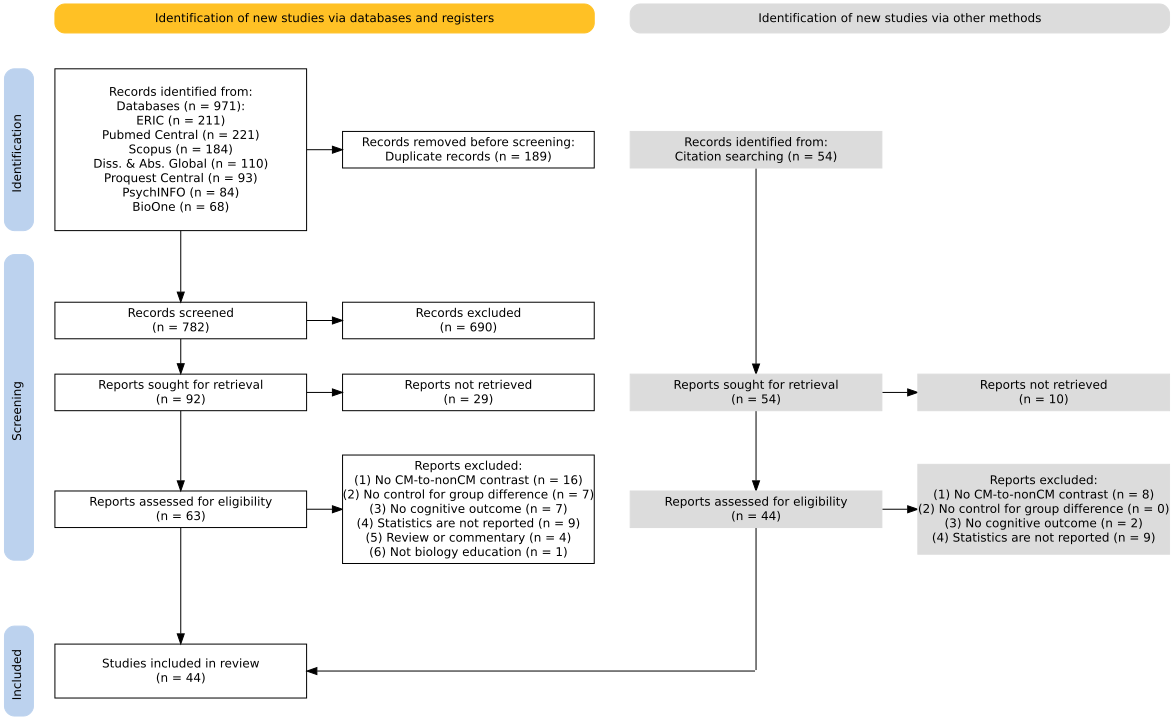 Identification of new studies via databases and registers
Identification of new studies via other methods
Identification
Records identified from:
Databases (n = 971):
ERIC (n = 211)
Pubmed Central (n = 221)
Scopus (n = 184)
Diss. & Abs. Global (n = 110)
Proquest Central (n = 93)
PsychINFO (n = 84)
BioOne (n = 68)
Records removed before screening:
Duplicate records (n = 189)
Records identified from:
Citation searching (n = 54)
Screening
Records screened
(n = 782)
Records excluded
(n = 690)
Reports sought for retrieval
(n = 92)
Reports not retrieved
(n = 29)
Reports sought for retrieval
(n = 54)
Reports not retrieved
(n = 10)
Reports assessed for eligibility
(n = 63)
Reports excluded:
(1) No CM-to-nonCM contrast (n = 16)
(2) No control for group difference (n = 7)
(3) No cognitive outcome (n = 7)
(4) Statistics are not reported (n = 9)
(5) Review or commentary (n = 4)
(6) Not biology education (n = 1)
Reports assessed for eligibility
(n = 44)
Reports excluded:
(1) No CM-to-nonCM contrast (n = 8)
(2) No control for group difference (n = 0)
(3) No cognitive outcome (n = 2)
(4) Statistics are not reported (n = 9)
Included
Studies included in review
(n = 44)